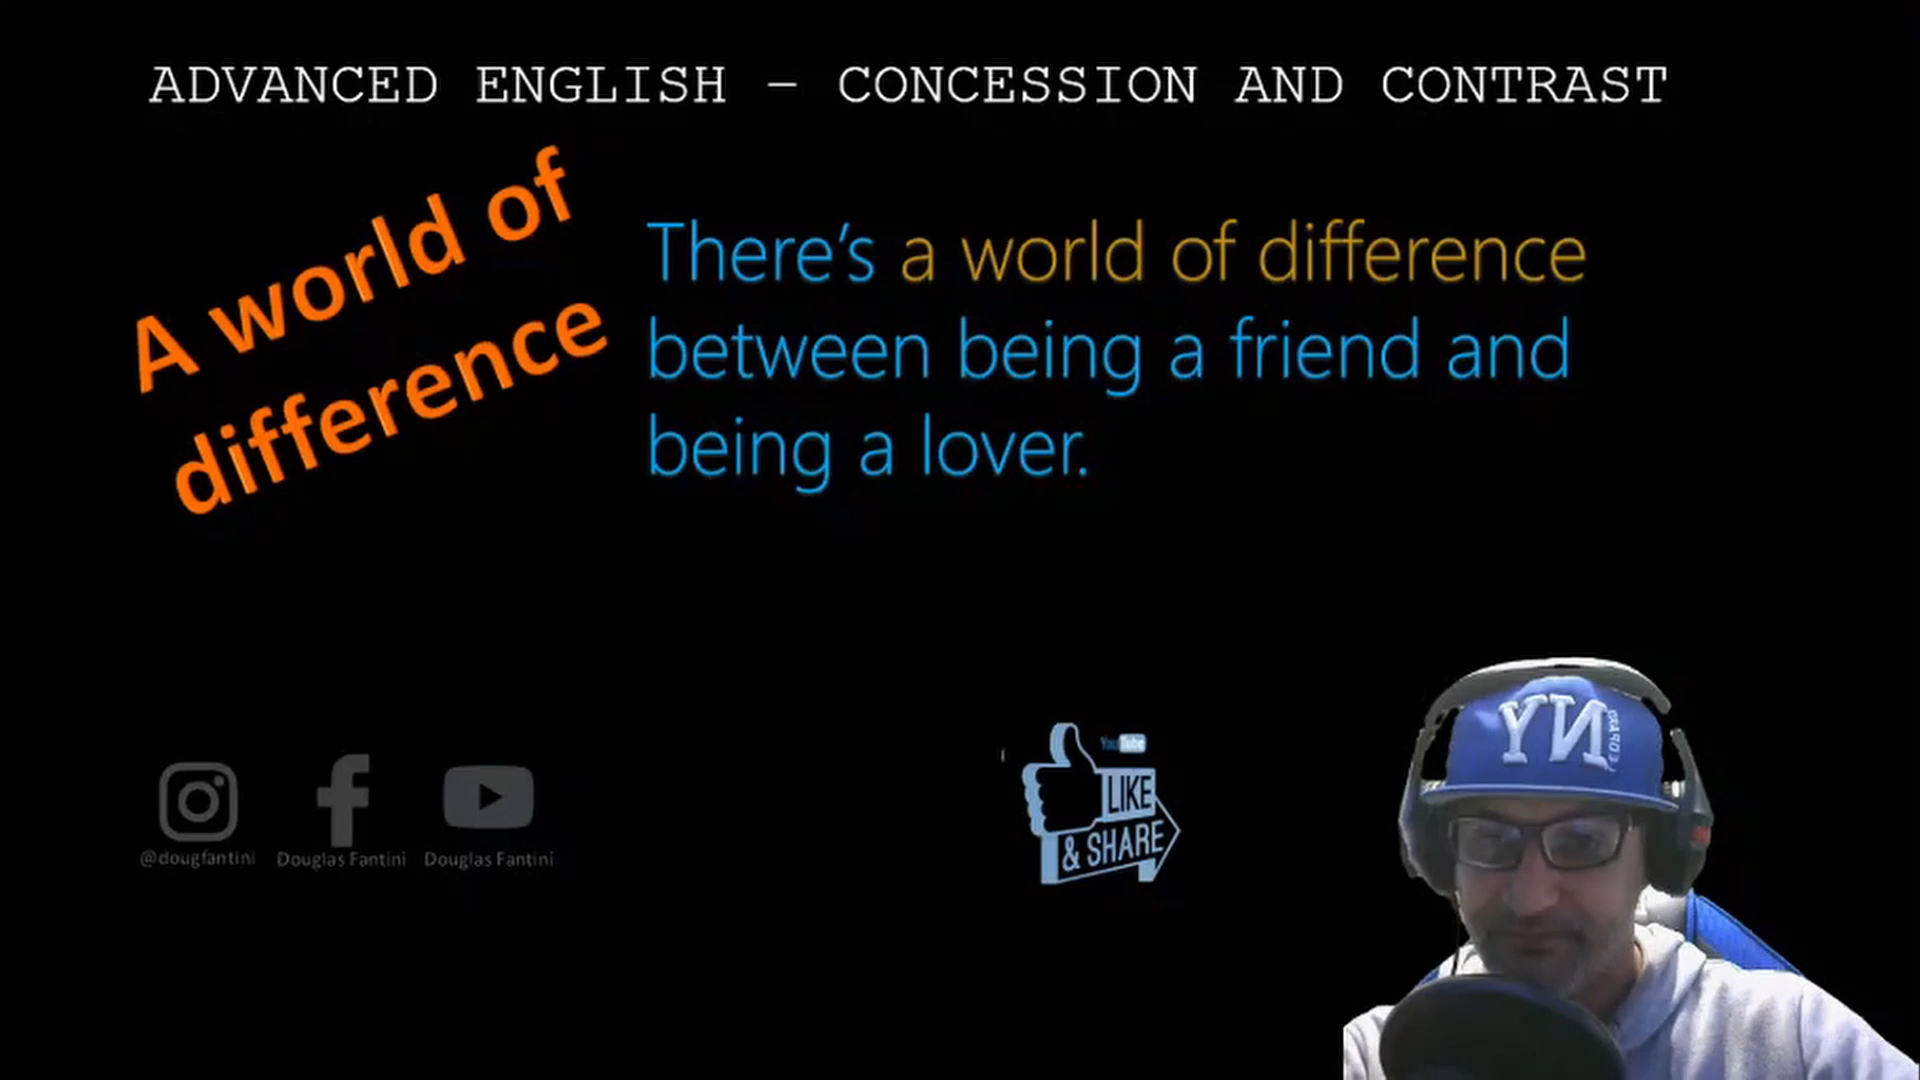 ADVANCED ENGLISH – CONCESSION AND CONTRAST
A world of
difference
There's a world of difference
between being a friend and
being a lover.
@dougfantini
Douglas Fantini
Douglas Fantini
YouTube
LIKE
& SHARE
NY